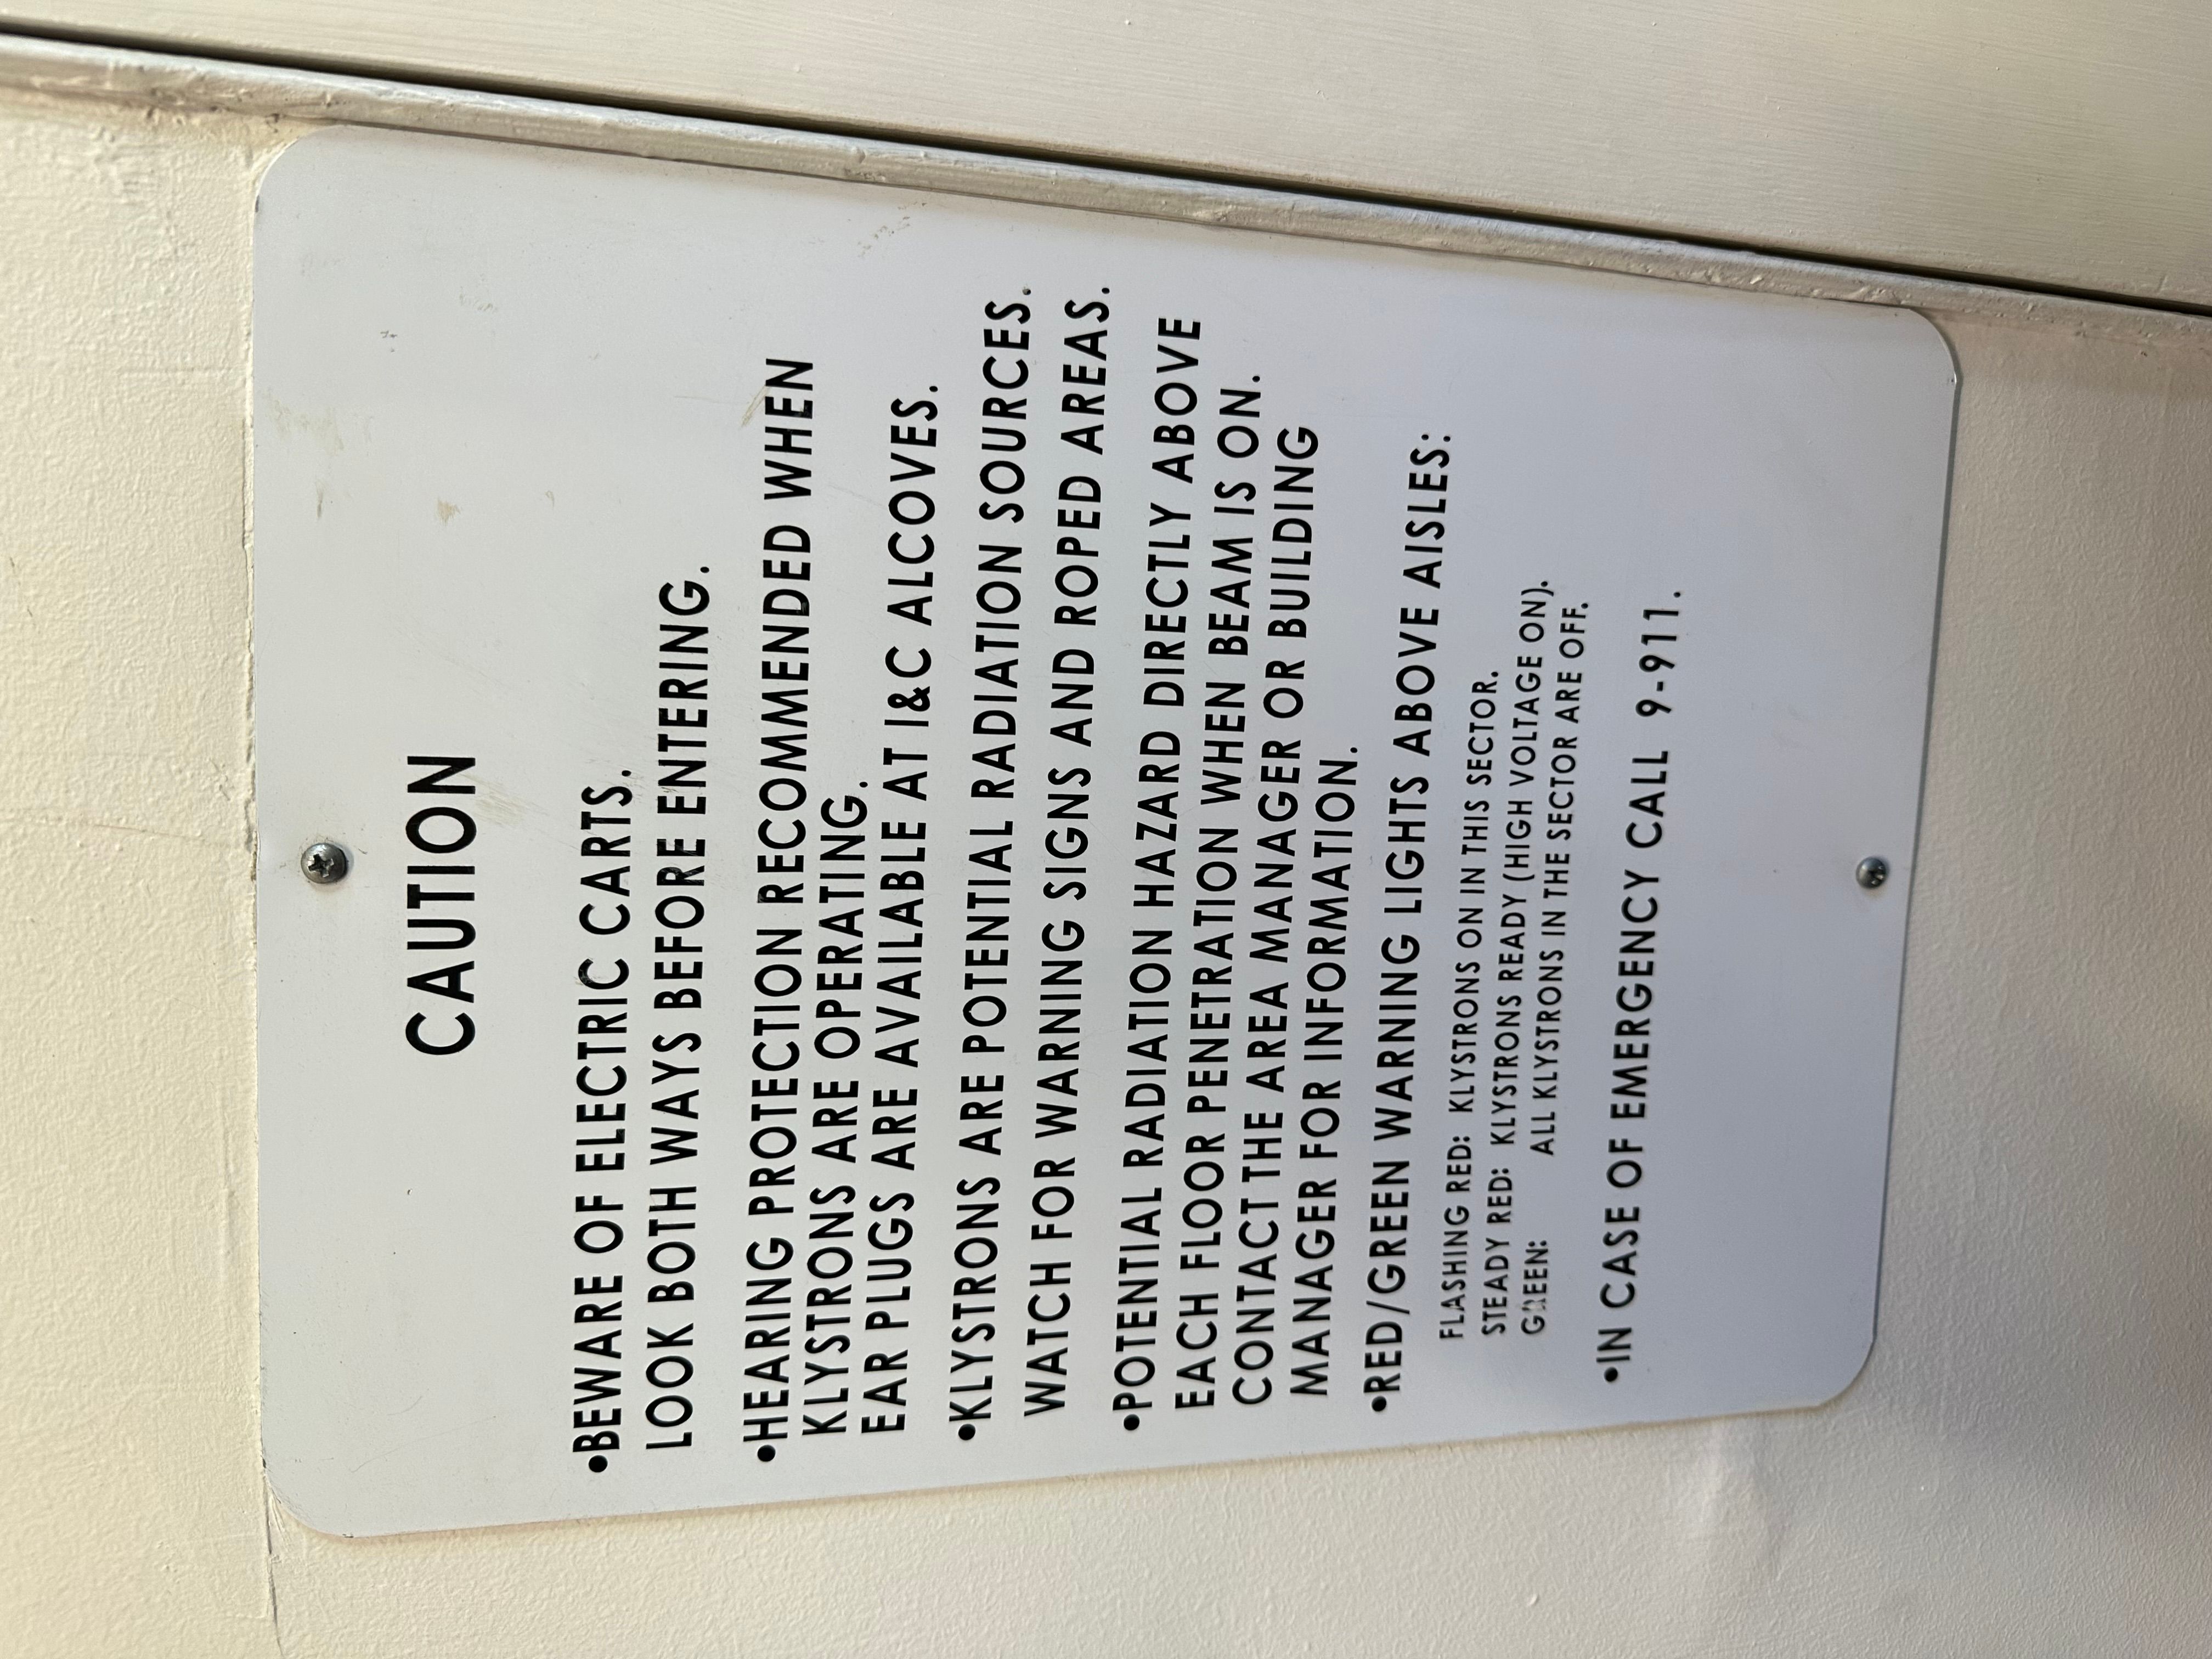 CAUTION
•BEWARE OF ELECTRIC CARTS.
LOOK BOTH WAYS BEFORE ENTERING.
•HEARING PROTECTION RECOMMENDED WHEN
KLYSTRONS ARE OPERATING.
EAR PLUGS ARE AVAILABLE AT I&C ALCOVES.
•KLYSTRONS ARE POTENTIAL RADIATION SOURCES.
WATCH FOR WARNING SIGNS AND ROPED AREAS.
•POTENTIAL RADIATION HAZARD DIRECTLY ABOVE
EACH FLOOR PENETRATION WHEN BEAM IS ON.
CONTACT THE AREA MANAGER OR BUILDING
MANAGER FOR INFORMATION.
•RED/GREEN WARNING LIGHTS ABOVE AISLES:
FLASHING RED: KLYSTRONS ON IN THIS SECTOR.
STEADY RED: KLYSTRONS READY (HIGH VOLTAGE ON).
GREEN: ALL KLYSTRONS IN THE SECTOR ARE OFF.
•IN CASE OF EMERGENCY CALL 9-911.